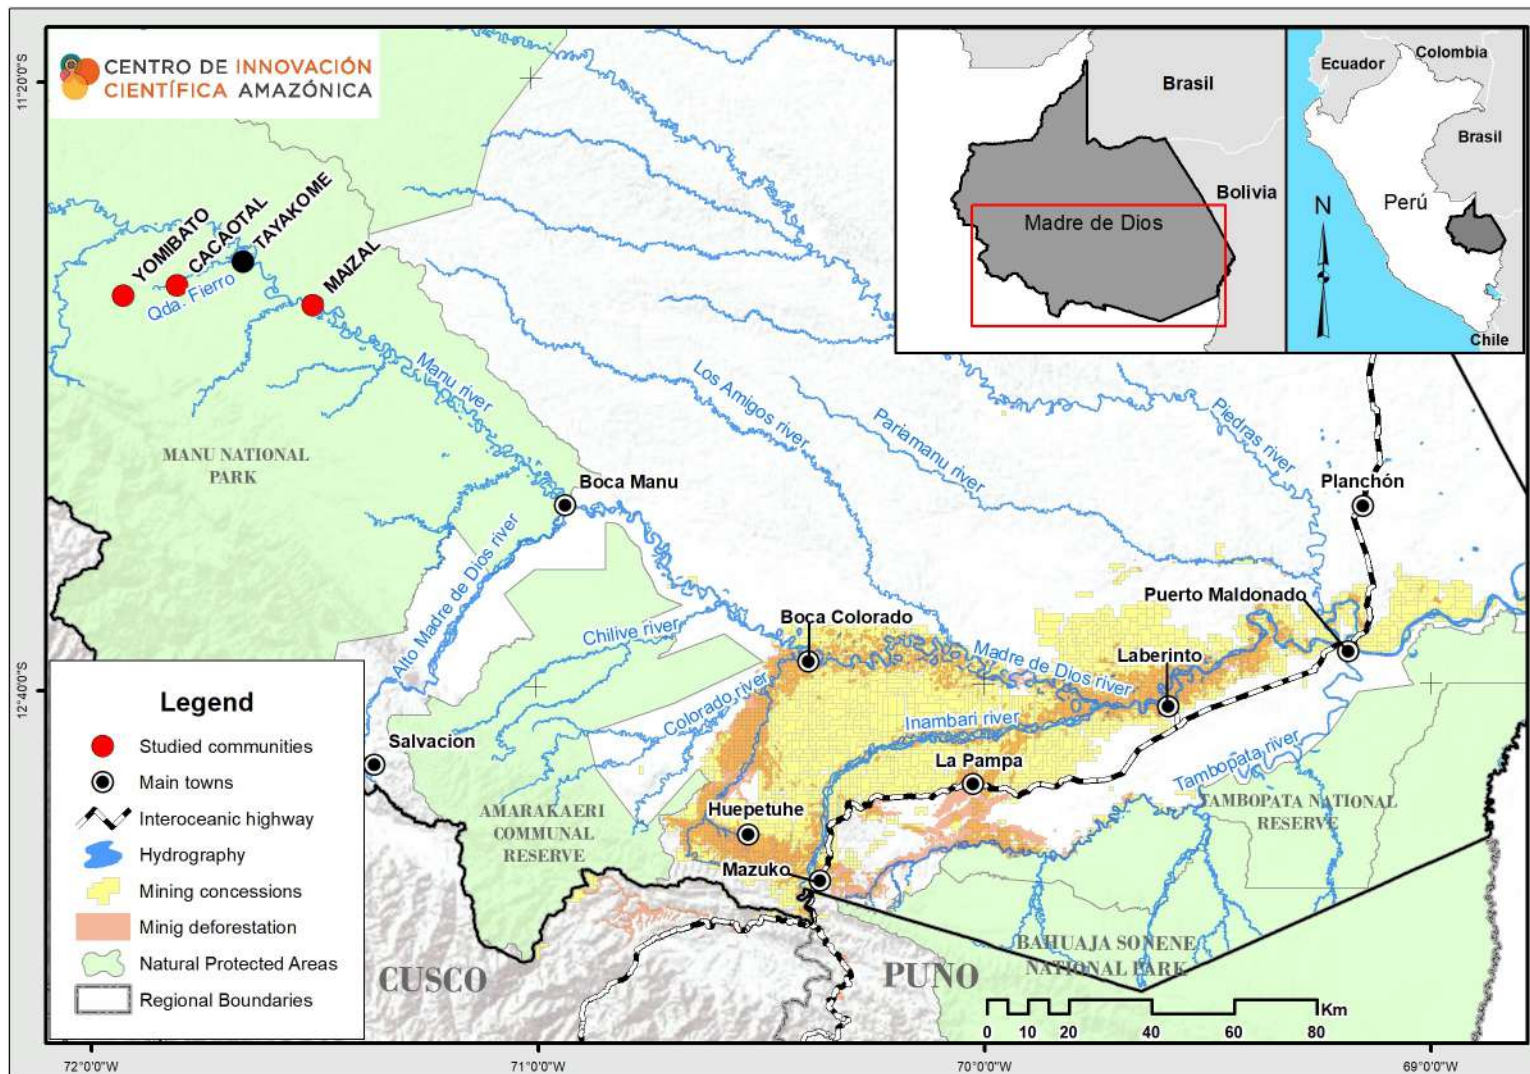 CENTRO DE INNOVACIÓN
CIENTÍFICA AMAZÓNICA
11°20'0"S
12°40'0"S
Brasil
Bolivia
Madre de Dios
Ecuador
Colombia
Brasil
Perú
N
Chile
YOMIBATO
CACAOTAL
TAYAKOME
MAIZAL
Qda. Fierro
Manu river
Los Amigos river
Pariamanu river
Piedras river
MANU NATIONAL
PARK
Boca Manu
Planchón
Alto Madre de Dios river
Chilive river
Boca Colorado
Puerto Maldonado
Madre de Dios river
Laberinto
Colorado river
Inambari river
Tambopata river
Salvacion
La Pampa
Huepetuhe
Mazuko
AMARAKAERI
COMMUNAL
RESERVE
TAMBOPATA NATIONAL
RESERVE
BAHUAJA SONENE
NATIONAL PARK
CUSCO
PUNO
Legend
Studied communities
Main towns
Interoceanic highway
Hydrography
Mining concessions
Minig deforestation
Natural Protected Areas
Regional Boundaries
Km
0 10 20 40 60 80
72°0'0"W
71°0'0"W
70°0'0"W
69°0'0"W